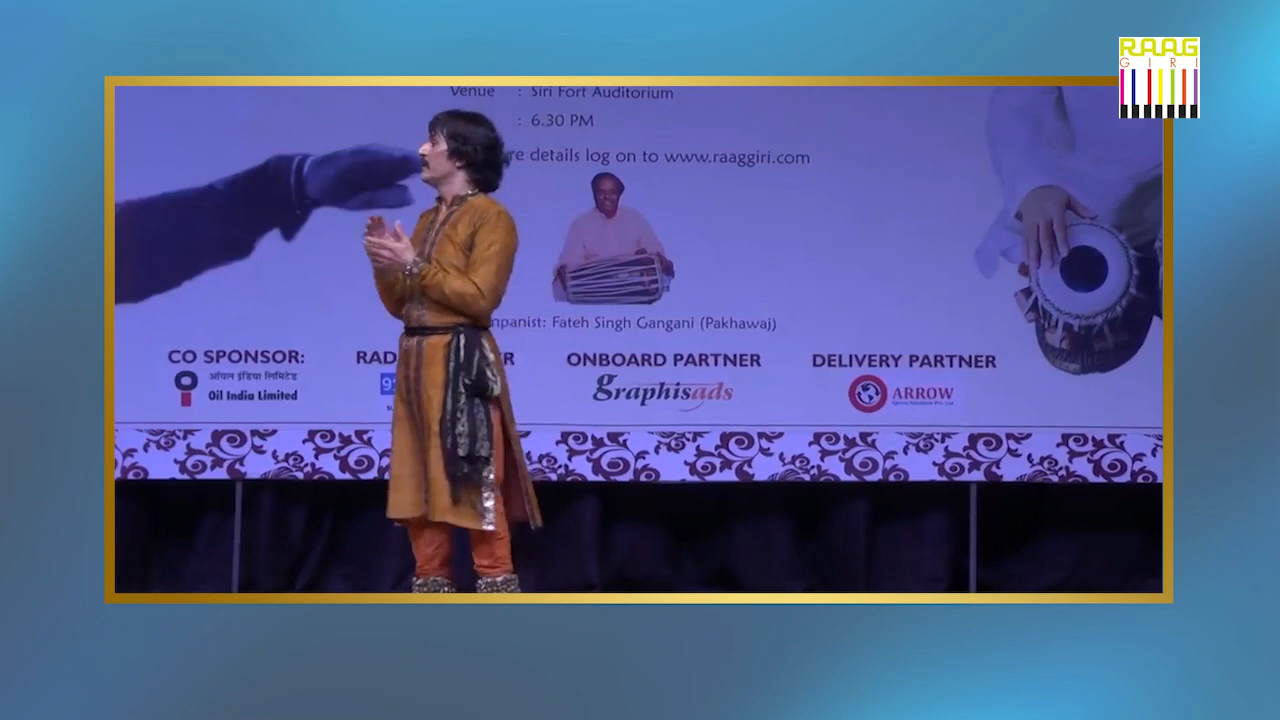 RAAG
GIRI
Venue : Siri Fort Auditorium
: 6.30 PM
re details log on to www.raaggiri.com
mpanist: Fateh Singh Gangani (Pakhawaj)
CO SPONSOR:
ऑयल इंडिया लिमिटेड
Oil India Limited
RAD R
ONBOARD PARTNER
graphisads
DELIVERY PARTNER
ARROW